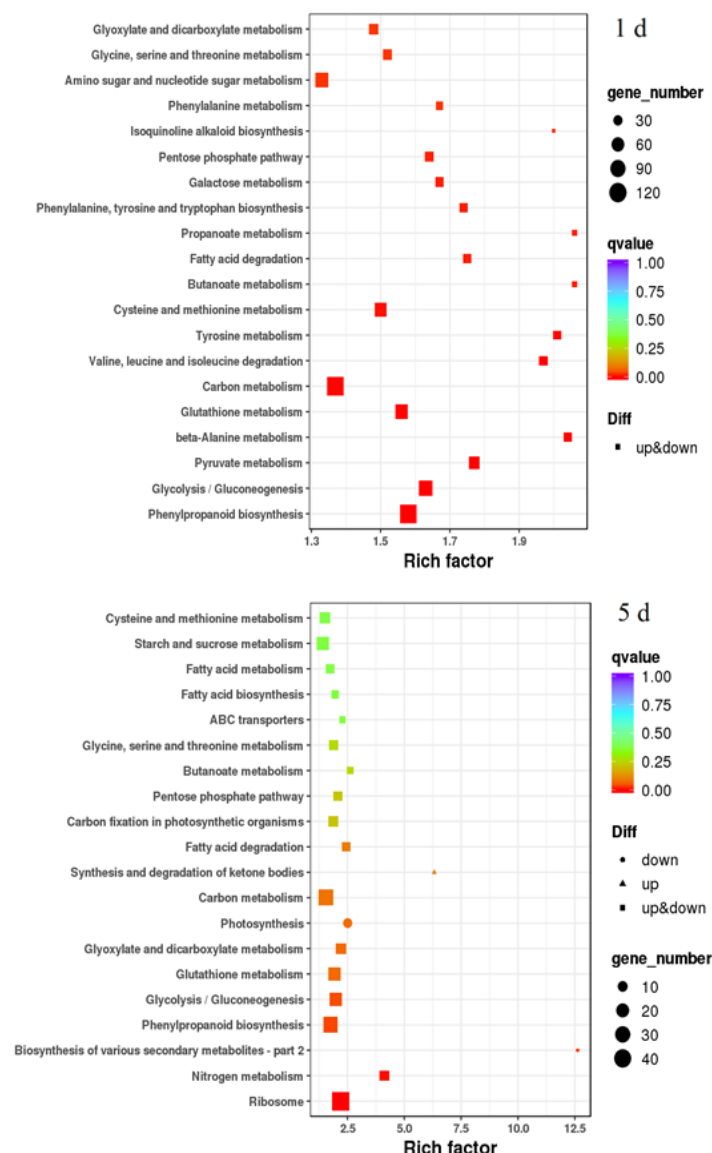 1 d
Glyoxylate and dicarboxylate metabolism
Glycine, serine and threonine metabolism
Amino sugar and nucleotide sugar metabolism
Phenylalanine metabolism
Isoquinoline alkaloid biosynthesis
Pentose phosphate pathway
Galactose metabolism
Phenylalanine, tyrosine and tryptophan biosynthesis
Propanoate metabolism
Fatty acid degradation
Butanoate metabolism
Cysteine and methionine metabolism
Tyrosine metabolism
Valine, leucine and isoleucine degradation
Carbon metabolism
Glutathione metabolism
beta-Alanine metabolism
Pyruvate metabolism
Glycolysis / Gluconeogenesis
Phenylpropanoid biosynthesis
1.3 1.5 1.7 1.9
Rich factor
gene_number
30
60
90
120
qvalue
1.00
0.75
0.50
0.25
0.00
Diff
up&down
5 d
Cysteine and methionine metabolism
Starch and sucrose metabolism
Fatty acid metabolism
Fatty acid biosynthesis
ABC transporters
Glycine, serine and threonine metabolism
Butanoate metabolism
Pentose phosphate pathway
Carbon fixation in photosynthetic organisms
Fatty acid degradation
Synthesis and degradation of ketone bodies
Carbon metabolism
Photosynthesis
Glyoxylate and dicarboxylate metabolism
Glutathione metabolism
Glycolysis / Gluconeogenesis
Phenylpropanoid biosynthesis
Biosynthesis of various secondary metabolites - part 2
Nitrogen metabolism
Ribosome
2.5 5.0 7.5 10.0 12.5
Rich factor
qvalue
1.00
0.75
0.50
0.25
0.00
Diff
down
up
up&down
gene_number
10
20
30
40